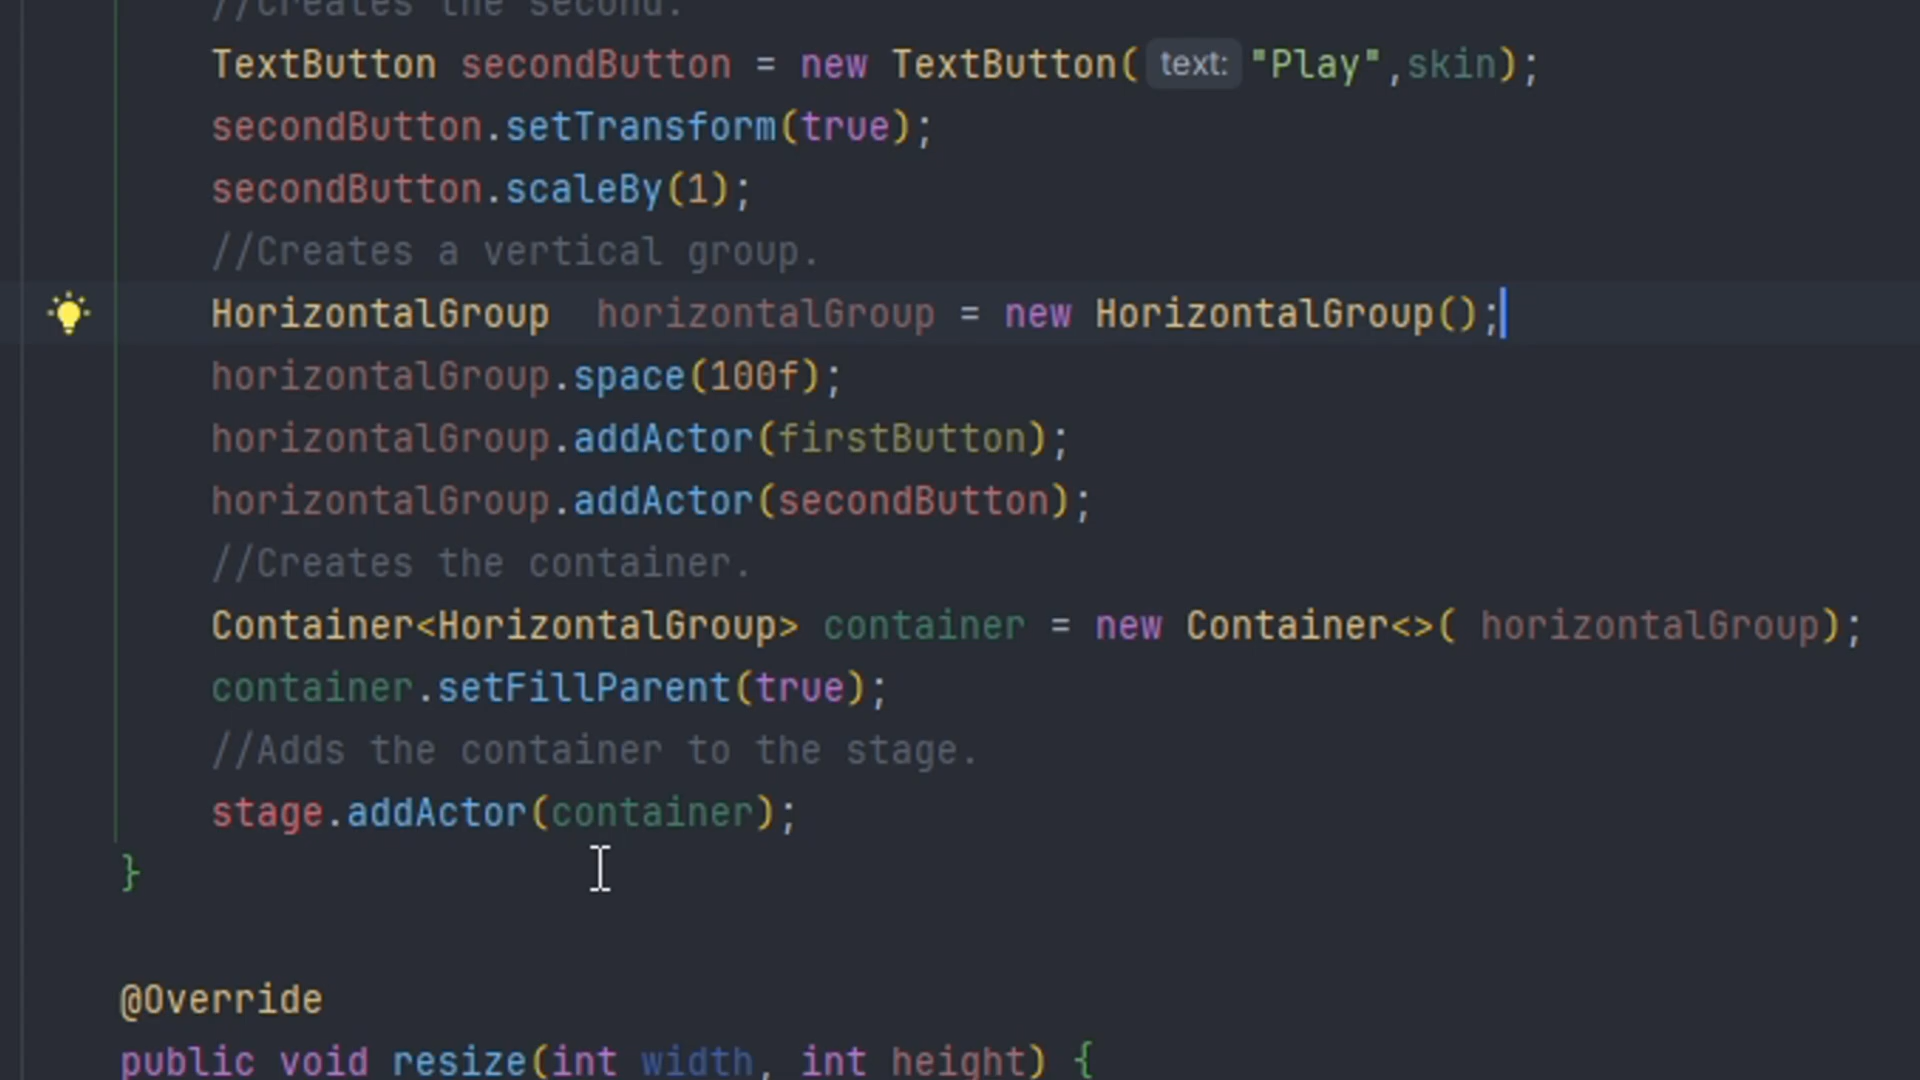 //Creates the second.
TextButton secondButton = new TextButton( text: "Play",skin);
secondButton.setTransform(true);
secondButton.scaleBy(1);
//Creates a vertical group.
HorizontalGroup  horizontalGroup = new HorizontalGroup();
horizontalGroup.space(100f);
horizontalGroup.addActor(firstButton);
horizontalGroup.addActor(secondButton);
//Creates the container.
Container<HorizontalGroup> container = new Container<>( horizontalGroup);
container.setFillParent(true);
//Adds the container to the stage.
stage.addActor(container);
}
@Override
public void resize(int width, int height) {